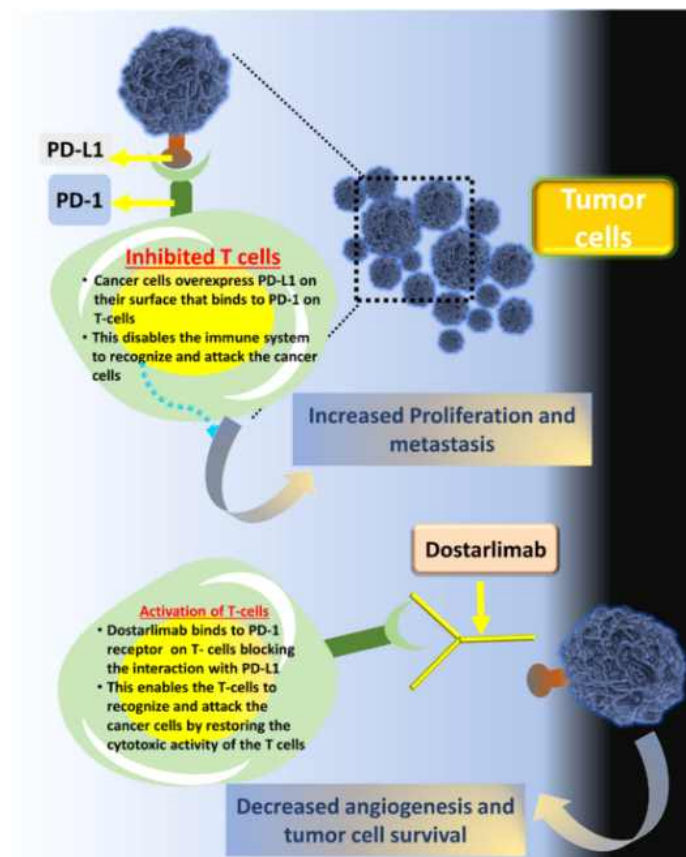 PD-L1
PD-1
Tumor
cells
Inhibited T cells
• Cancer cells overexpress PD-L1 on
their surface that binds to PD-1 on
T-cells
• This disables the immune system
to recognize and attack the cancer
cells
Increased Proliferation and
metastasis
Dostarlimab
Activation of T-cells
• Dostarlimab binds to PD-1
receptor on T- cells blocking
the interaction with PD-L1
• This enables the T-cells to
recognize and attack the
cancer cells by restoring the
cytotoxic activity of the T cells
Decreased angiogenesis and
tumor cell survival